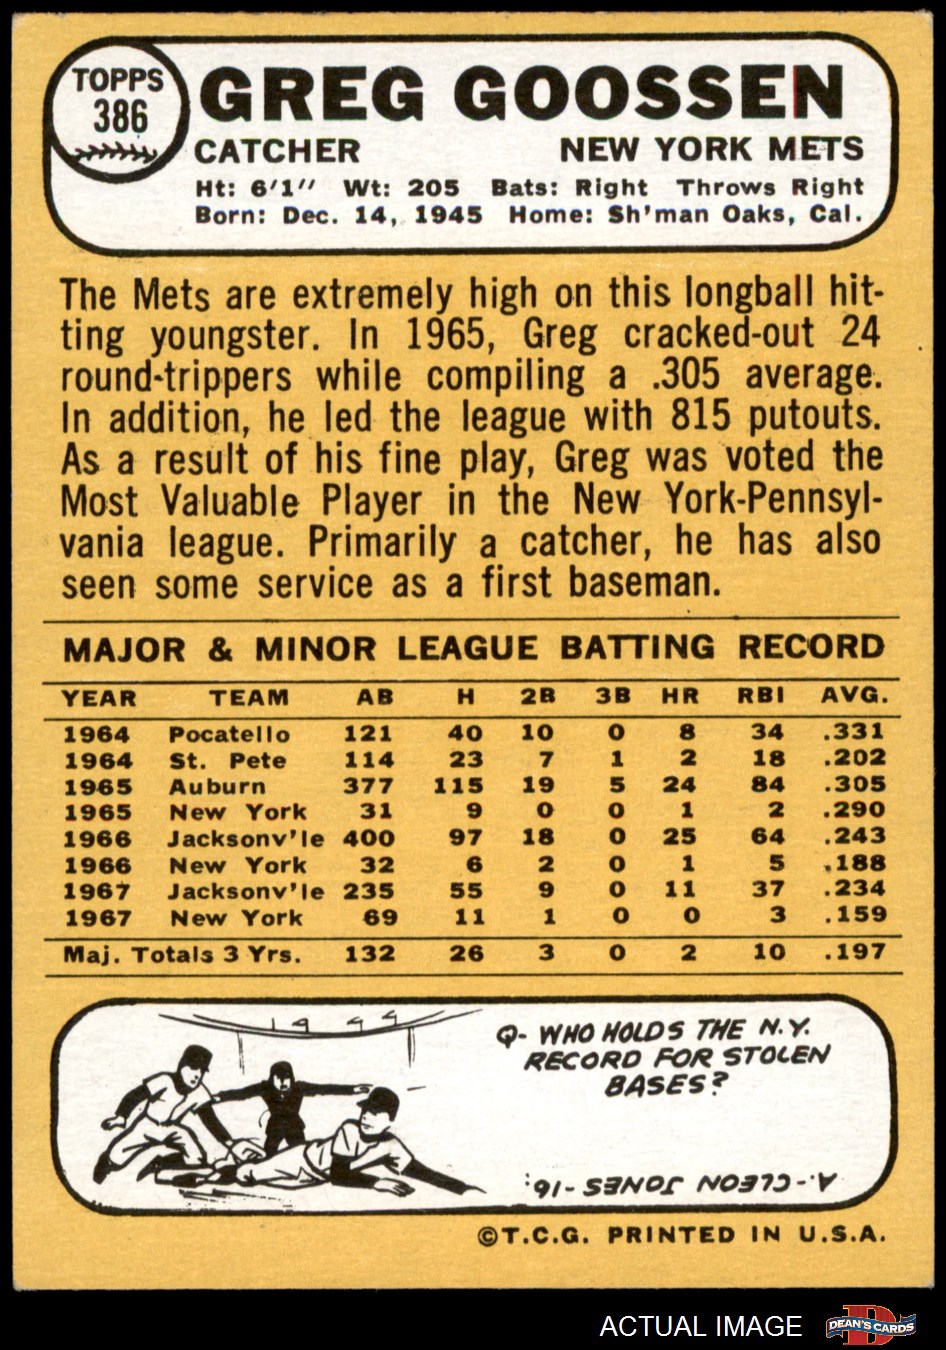 TOPPS
386
GREG GOOSSEN
CATCHER NEW YORK METS
Ht: 6'1" Wt: 205 Bats: Right Throws Right
Born: Dec. 14, 1945 Home: Sh'man Oaks, Cal.
The Mets are extremely high on this longball hit-
ting youngster. In 1965, Greg cracked-out 24
round-trippers while compiling a .305 average.
In addition, he led the league with 815 putouts.
As a result of his fine play, Greg was voted the
Most Valuable Player in the New York-Pennsyl-
vania league. Primarily a catcher, he has also
seen some service as a first baseman.
MAJOR & MINOR LEAGUE BATTING RECORD
YEAR TEAM AB H 2B 3B HR RBI AVG.
1964 Pocatello 121 40 10 0 8 34 .331
1964 St. Pete 114 23 7 1 2 18 .202
1965 Auburn 377 115 19 5 24 84 .305
1965 New York 31 9 0 0 1 2 .290
1966 Jacksonv'le 400 97 18 0 25 64 .243
1966 New York 32 6 2 0 1 5 .188
1967 Jacksonv'le 235 55 9 0 11 37 .234
1967 New York 69 11 1 0 0 3 .159
Maj. Totals 3 Yrs. 132 26 3 0 2 10 .197
Q- WHO HOLDS THE N.Y.
RECORD FOR STOLEN
BASES?
A.-CLEON JONES -16.
©T.C.G. PRINTED IN U.S.A.
ACTUAL IMAGE
D
DEAN'S CARDS